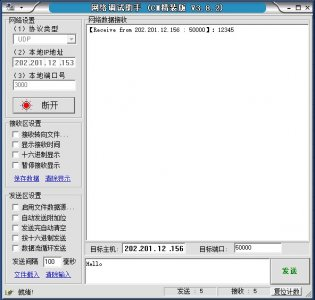 网络调试助手 (CM精装版 V3.8.2)
网络设置
(1) 协议类型
UDP
(2) 本地IP地址
202.201.12 .153
(3) 本地端口号
3000
断开
接收区设置
接收转向文件...
显示接收时间
十六进制显示
暂停接收显示
保存数据 清除显示
发送区设置
启用文件数据源...
自动发送附加位
发送完自动清空
按十六进制发送
数据流循环发送
发送间隔 100 毫秒
文件载入 清除输入
网络数据接收
【Receive from 202.201.12.156 : 50000】: 12345
目标主机: 202.201.12 .156 目标端口: 50000
Hello
发送
就绪! 发送 : 5 接收 : 5 复位计数